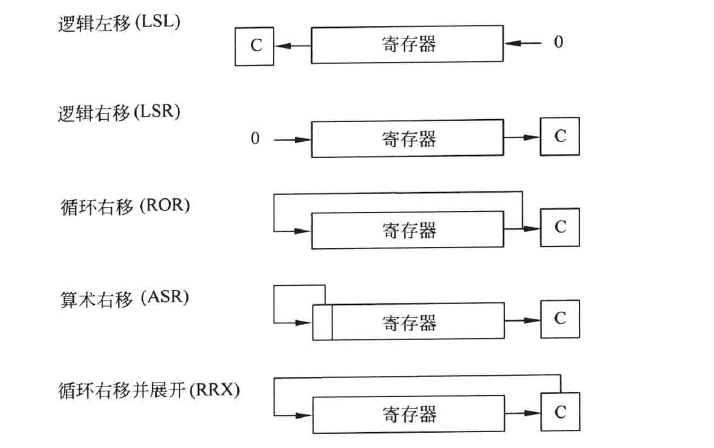 逻辑左移(LSL)
C 寄存器 0
逻辑右移(LSR)
0 寄存器 C
循环右移 (ROR)
寄存器 C
算术右移 (ASR)
寄存器 C
循环右移并展开(RRX)
寄存器 C